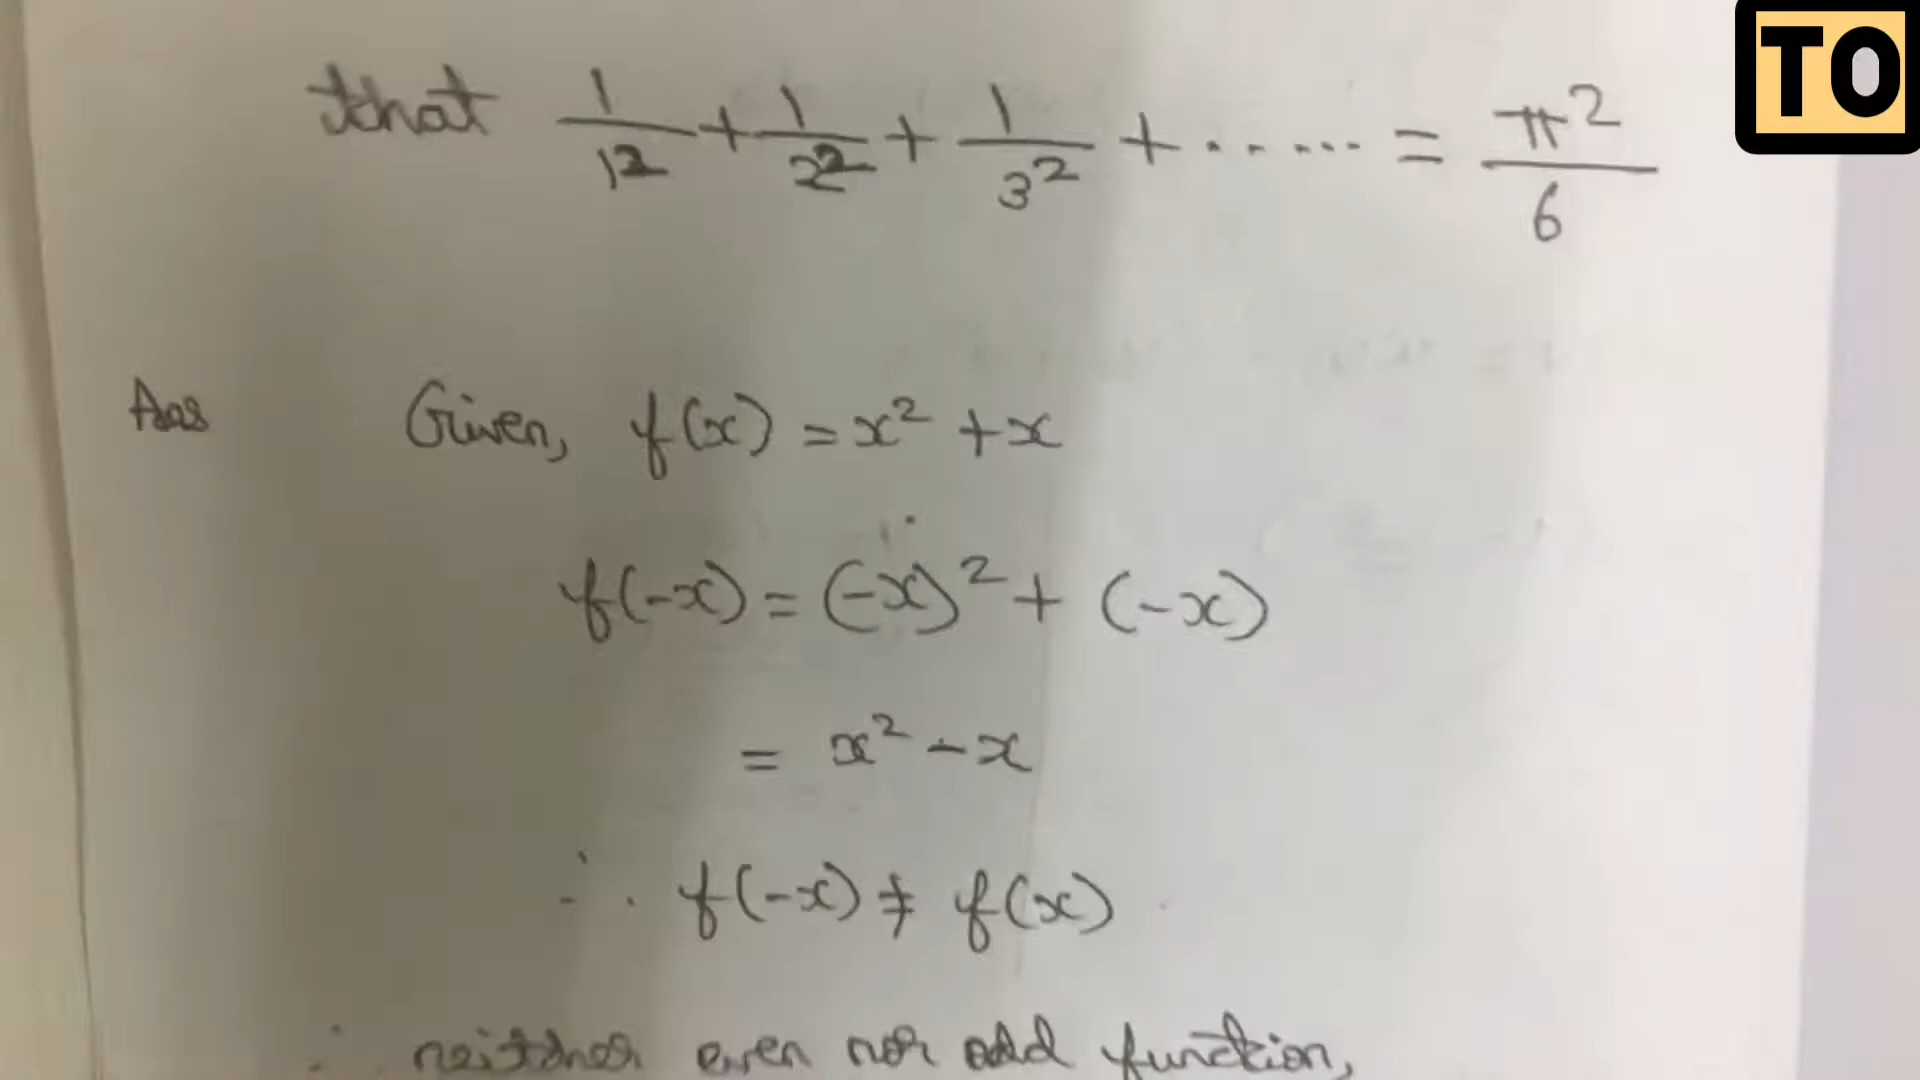 TO
that 1/1² + 1/2² + 1/3² + ...... = π²/6
Ans Given, f(x) = x² + x
f(-x) = (-x)² + (-x)
= x² - x
∴ f(-x) ≠ f(x)
∴ neither even nor odd function,